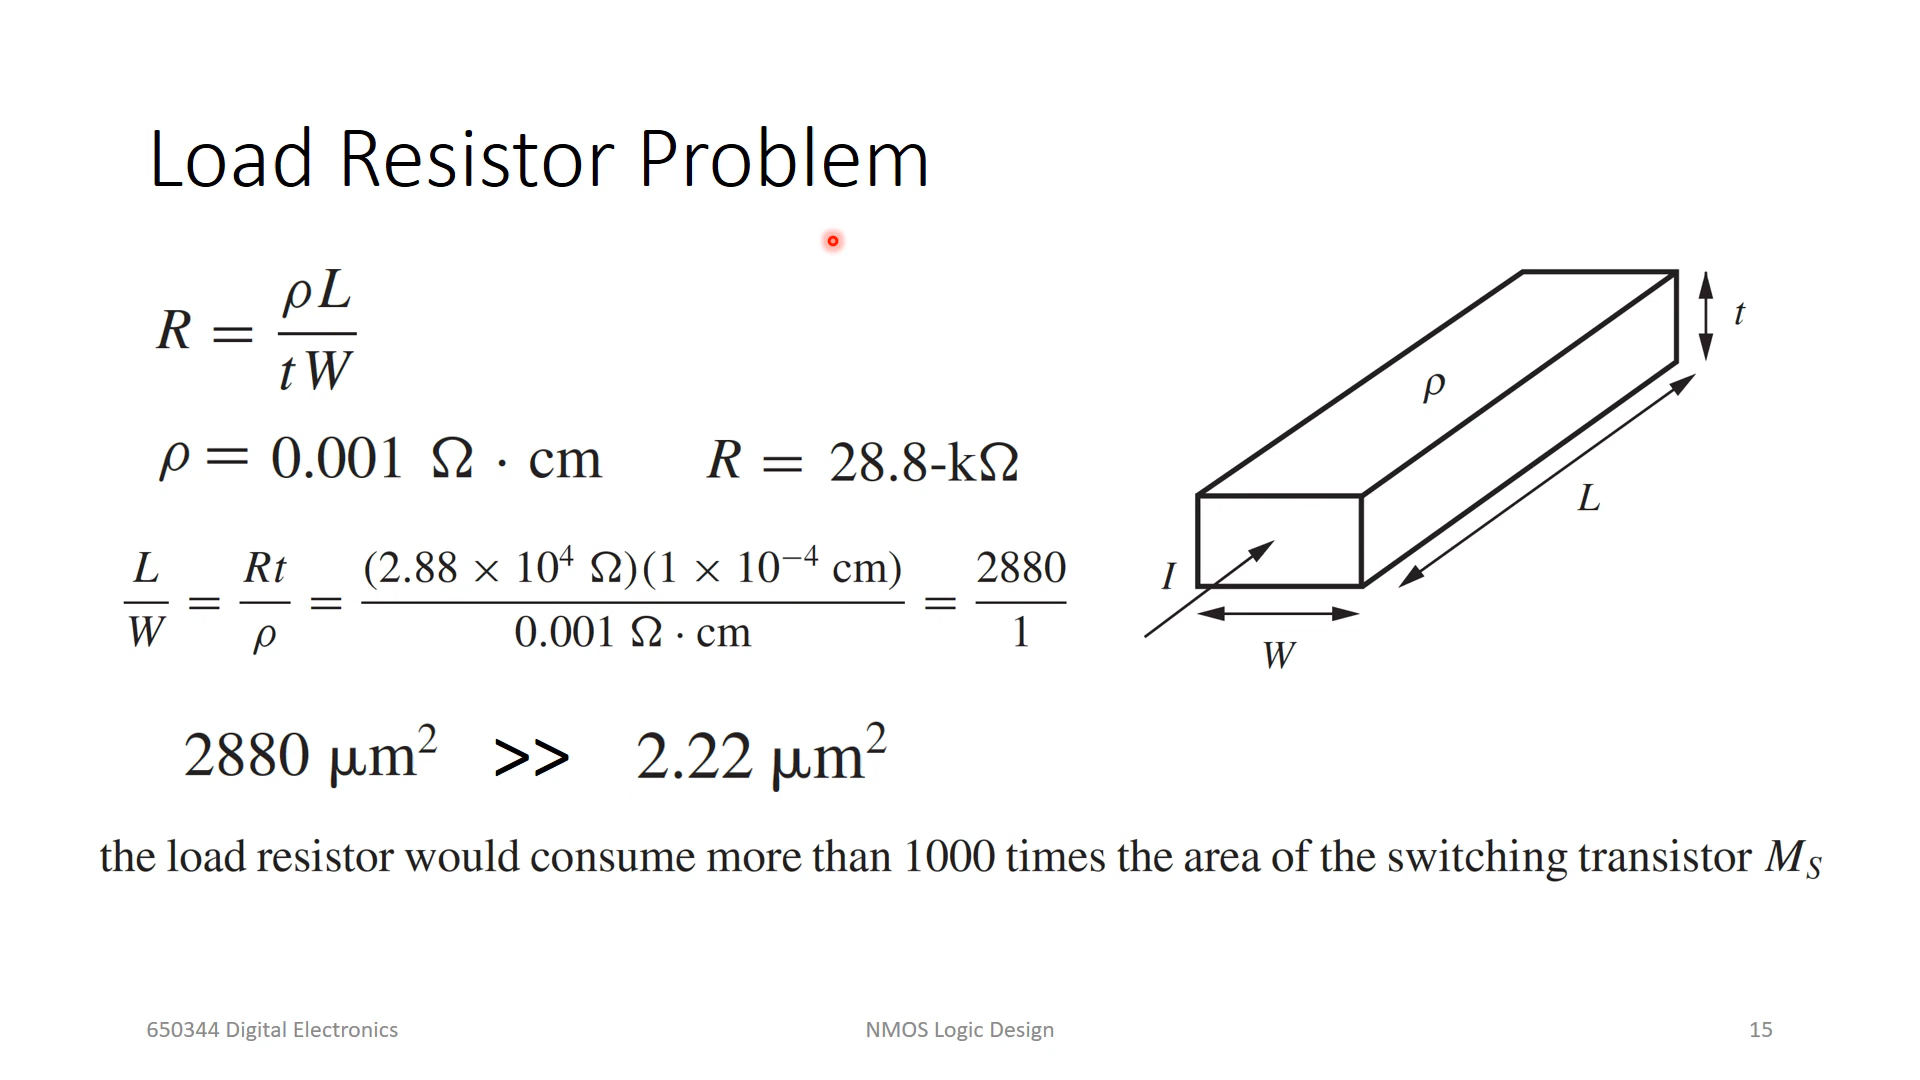 Load Resistor Problem
R = ρL / tW
ρ = 0.001 Ω · cm R = 28.8-kΩ
L/W = Rt/ρ = (2.88 × 10⁴ Ω)(1 × 10⁻⁴ cm) / 0.001 Ω · cm = 2880/1
2880 μm² >> 2.22 μm²
t
ρ
L
I
W
the load resistor would consume more than 1000 times the area of the switching transistor M_S
650344 Digital Electronics NMOS Logic Design 15